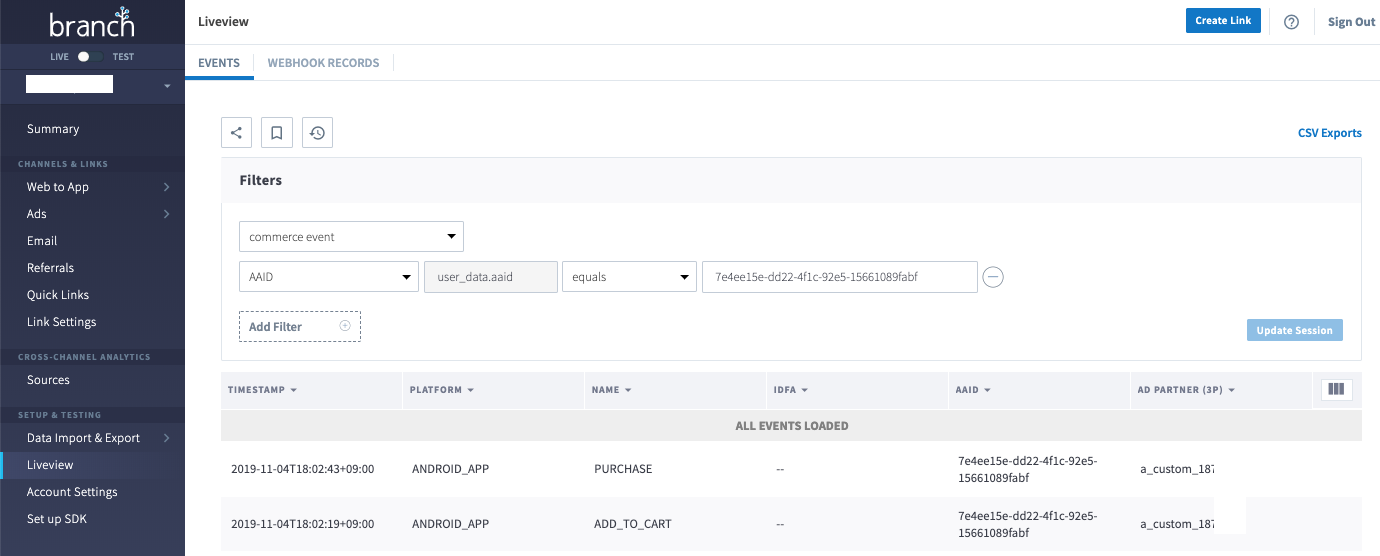 branch
Liveview
Create Link
Sign Out
LIVE TEST
EVENTS WEBHOOK RECORDS
Summary
CHANNELS & LINKS
Web to App
Ads
Email
Referrals
Quick Links
Link Settings
CROSS-CHANNEL ANALYTICS
Sources
SETUP & TESTING
Data Import & Export
Liveview
Account Settings
Set up SDK
CSV Exports
Filters
commerce event
AAID user_data.aaid equals 7e4ee15e-dd22-4f1c-92e5-15661089fabf
Add Filter
Update Session
TIMESTAMP PLATFORM NAME IDFA AAID AD PARTNER (3P)
ALL EVENTS LOADED
2019-11-04T18:02:43+09:00 ANDROID_APP PURCHASE -- 7e4ee15e-dd22-4f1c-92e5-
15661089fabf
a_custom_187
2019-11-04T18:02:19+09:00 ANDROID_APP ADD_TO_CART -- 7e4ee15e-dd22-4f1c-92e5-
15661089fabf
a_custom_187